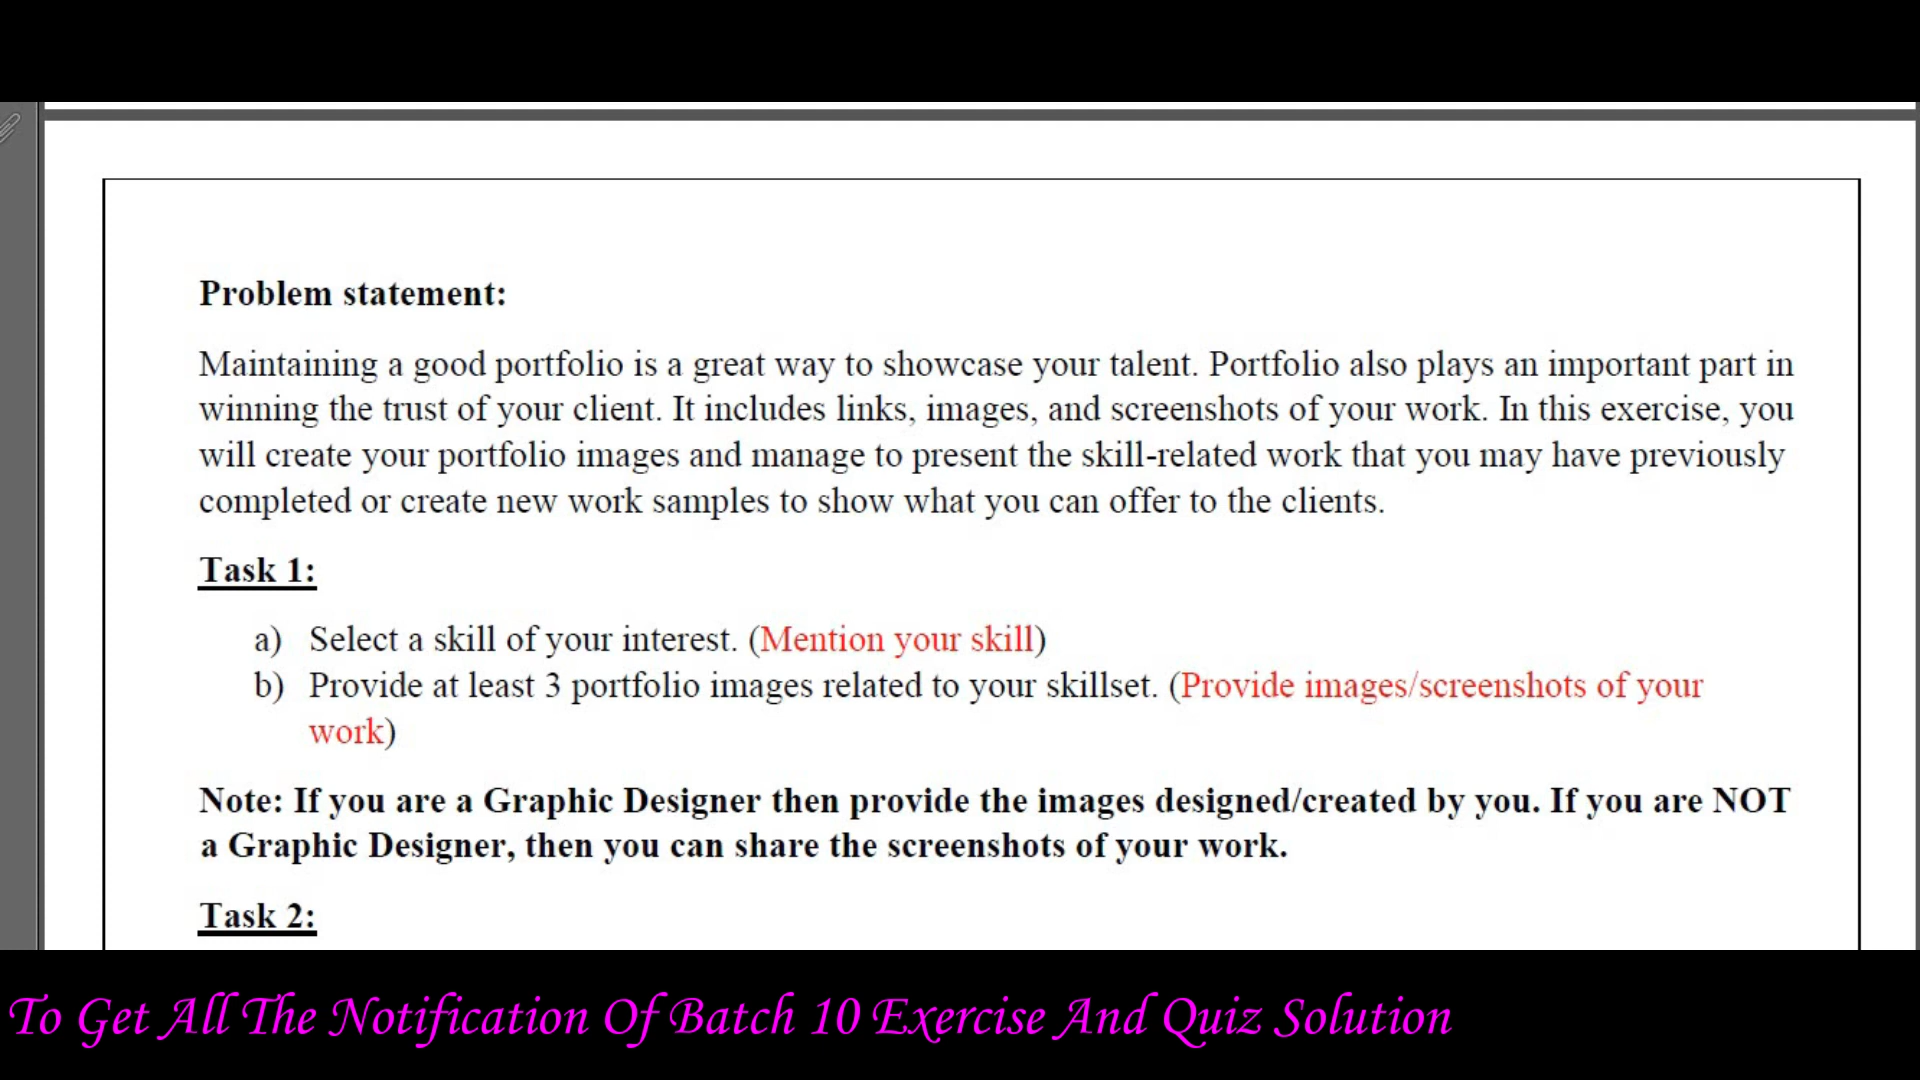 Problem statement:
Maintaining a good portfolio is a great way to showcase your talent. Portfolio also plays an important part in
winning the trust of your client. It includes links, images, and screenshots of your work. In this exercise, you
will create your portfolio images and manage to present the skill-related work that you may have previously
completed or create new work samples to show what you can offer to the clients.
Task 1:
a) Select a skill of your interest. (Mention your skill)
b) Provide at least 3 portfolio images related to your skillset. (Provide images/screenshots of your
work)
Note: If you are a Graphic Designer then provide the images designed/created by you. If you are NOT
a Graphic Designer, then you can share the screenshots of your work.
Task 2:
To Get All The Notification Of Batch 10 Exercise And Quiz Solution